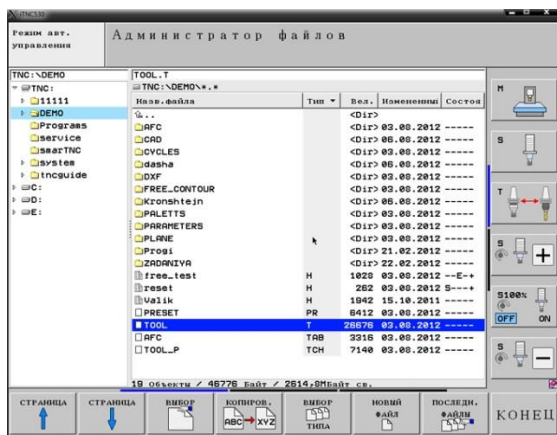 iTNC530
Режим авт.
управления
Администратор файлов
TNC:\DEMO
TOOL.T
TNC:
11111
DEMO
Programs
service
smarTNC
system
tncguide
C:
D:
E:
TNC:\DEMO\*.*
Назв.файла Тип Вел. Измененный Состоя
.. <Dir>
AFC <Dir> 03.08.2012 -----
CAD <Dir> 06.08.2012 -----
CYCLES <Dir> 03.08.2012 -----
dasha <Dir> 06.08.2012 -----
DXF <Dir> 03.08.2012 -----
FREE_CONTOUR <Dir> 03.08.2012 -----
Kronshtejn <Dir> 06.08.2012 -----
PALETTS <Dir> 03.08.2012 -----
PARAMETERS <Dir> 03.08.2012 -----
PLANE <Dir> 03.08.2012 -----
Progi <Dir> 21.02.2012 -----
ZADANIYA <Dir> 22.02.2012 -----
free_test H 1028 03.08.2012 --E-+
reset H 262 03.08.2012 S---+
Valik H 1942 15.10.2011 -----
PRESET PR 6412 03.08.2012 -----
TOOL T 26676 03.08.2012 -----
AFC TAB 3316 03.08.2012 -----
TOOL_P TCH 7140 03.08.2012 -----
19 Объекты / 46776 Байт / 2614,8МБайт св.
M
S
T
S
S100%
OFF ON
S
СТРАНИЦА
СТРАНИЦА
ВЫБОР
КОПИРОВ.
ABC XYZ
ВЫБОР
ТИПА
НОВЫЙ
ФАЙЛ
ПОСЛЕДН.
ФАЙЛЫ
КОНЕЦ